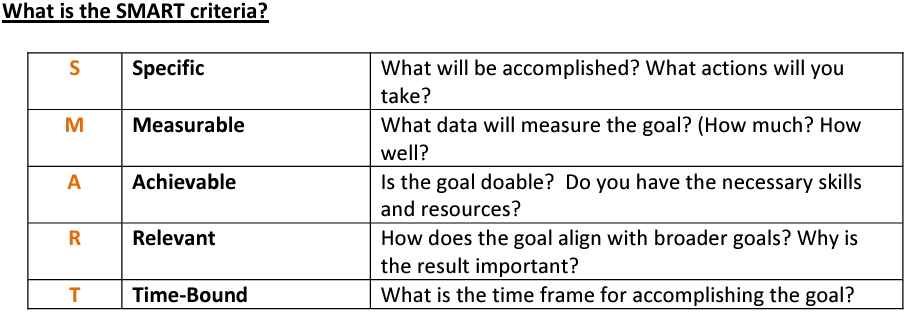 What is the SMART criteria?
S Specific What will be accomplished? What actions will you
take?
M Measurable What data will measure the goal? (How much? How
well?
A Achievable Is the goal doable?  Do you have the necessary skills
and resources?
R Relevant How does the goal align with broader goals? Why is
the result important?
T Time-Bound What is the time frame for accomplishing the goal?